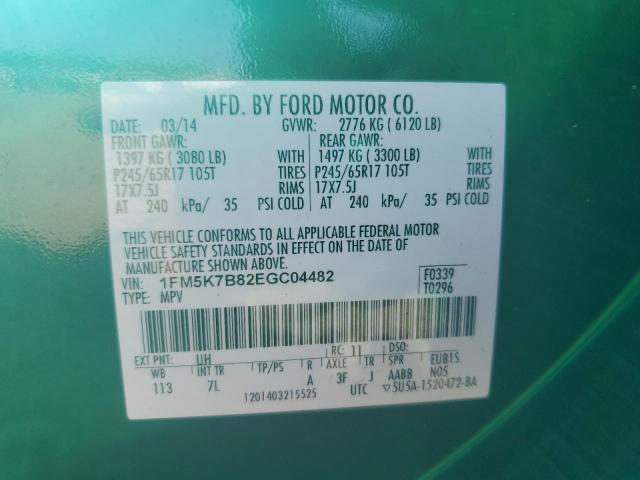 MFD. BY FORD MOTOR CO.
DATE: 03/14 GVWR: 2776 KG ( 6120 LB)
FRONT GAWR: REAR GAWR:
1397 KG ( 3080 LB) WITH 1497 KG ( 3300 LB) WITH
P245/65R17 105T TIRES P245/65R17 105T TIRES
17X7.5J RIMS 17X7.5J RIMS
AT 240 kPa/ 35 PSI COLD AT 240 kPa/ 35 PSI COLD
THIS VEHICLE CONFORMS TO ALL APPLICABLE FEDERAL MOTOR
VEHICLE SAFETY STANDARDS IN EFFECT ON THE DATE OF
MANUFACTURE SHOWN ABOVE.
VIN: 1FM5K7B82EGC04482 F0339
TYPE: MPV T0296
EXT PNT: UH RC: 11 DSO:
WB INT TR TP/PS R AXLE TR SPR EUB1S
113 7L A 3F J AABB N05
1201403215525 UTC ▽5U5A-1520472-BA